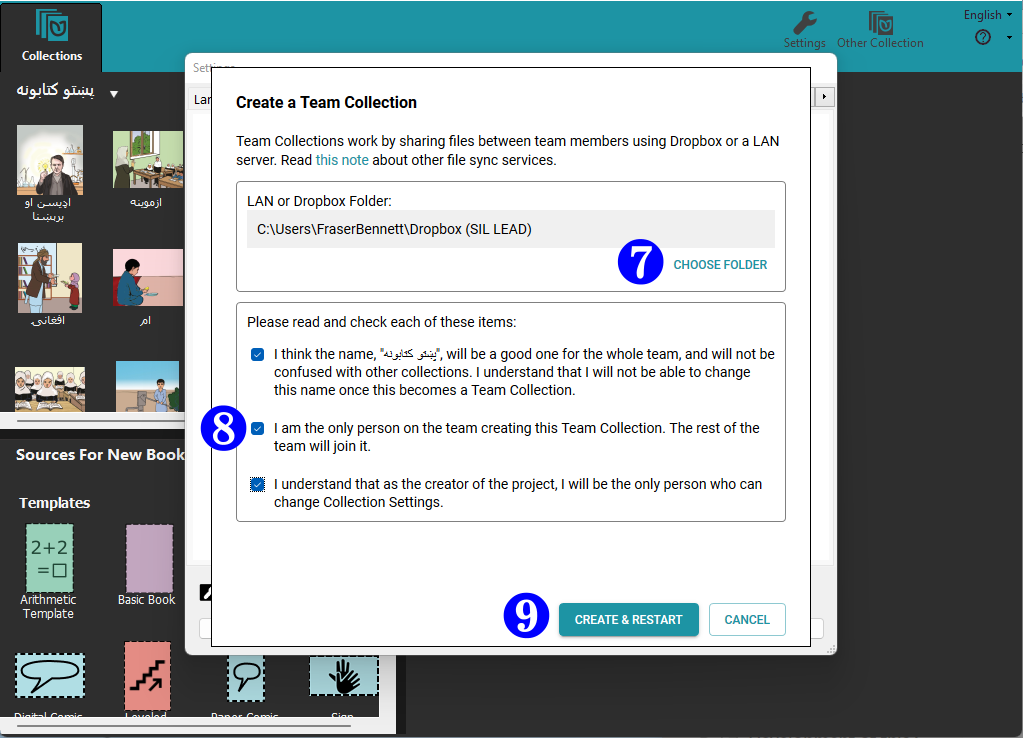 English
Collections
Settings
Other Collection
پښتو کتابونه
Create a Team Collection
Team Collections work by sharing files between team members using Dropbox or a LAN
server. Read this note about other file sync services.
LAN or Dropbox Folder:
C:\Users\FraserBennett\Dropbox (SIL LEAD)
7
CHOOSE FOLDER
Please read and check each of these items:
I think the name, "پښتو کتابونه", will be a good one for the whole team, and will not be
confused with other collections. I understand that I will not be able to change
this name once this becomes a Team Collection.
8
I am the only person on the team creating this Team Collection. The rest of the
team will join it.
I understand that as the creator of the project, I will be the only person who can
change Collection Settings.
9
CREATE & RESTART
CANCEL
اډیسن او
بریښنا
ازموینه
ام
Sources For New Book
Templates
2+2
=□
Arithmetic
Template
Basic Book
Digital Comic
Leveled
Paper Comic
Sign